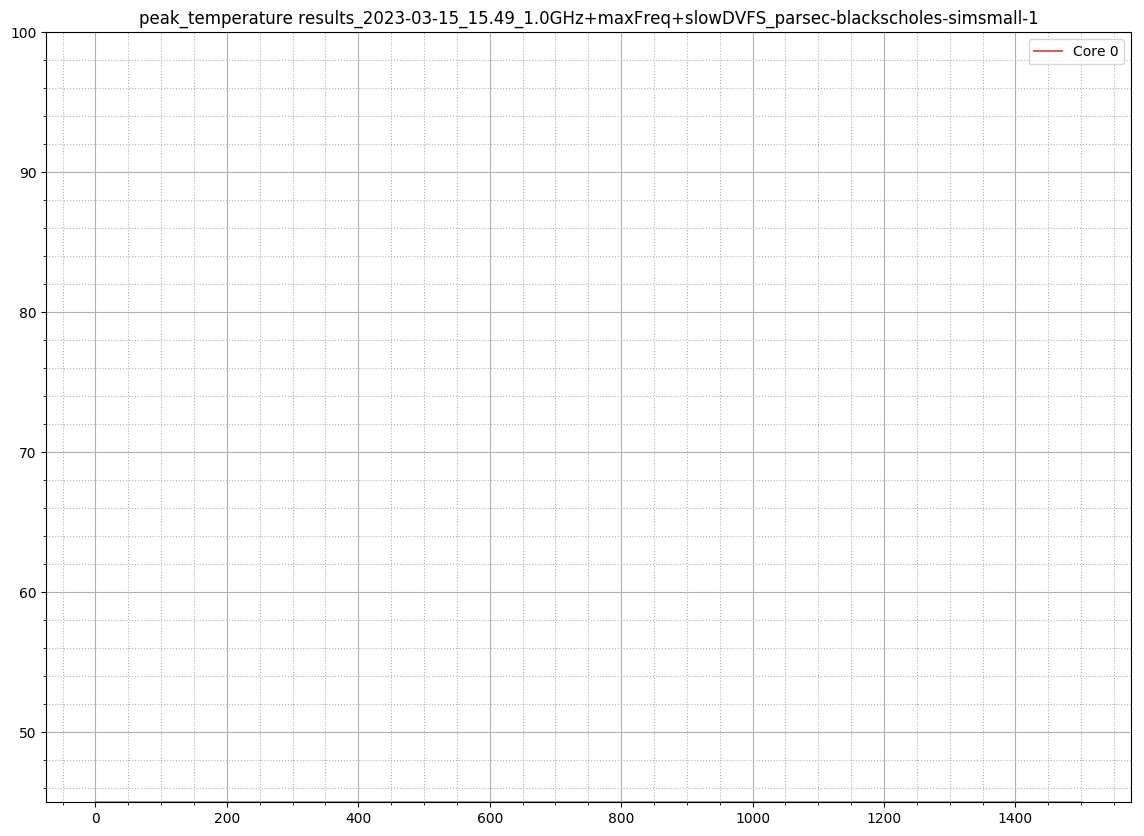 peak_temperature results_2023-03-15_15.49_1.0GHz+maxFreq+slowDVFS_parsec-blackscholes-simsmall-1
Core 0
100
90
80
70
60
50
0 200 400 600 800 1000 1200 1400